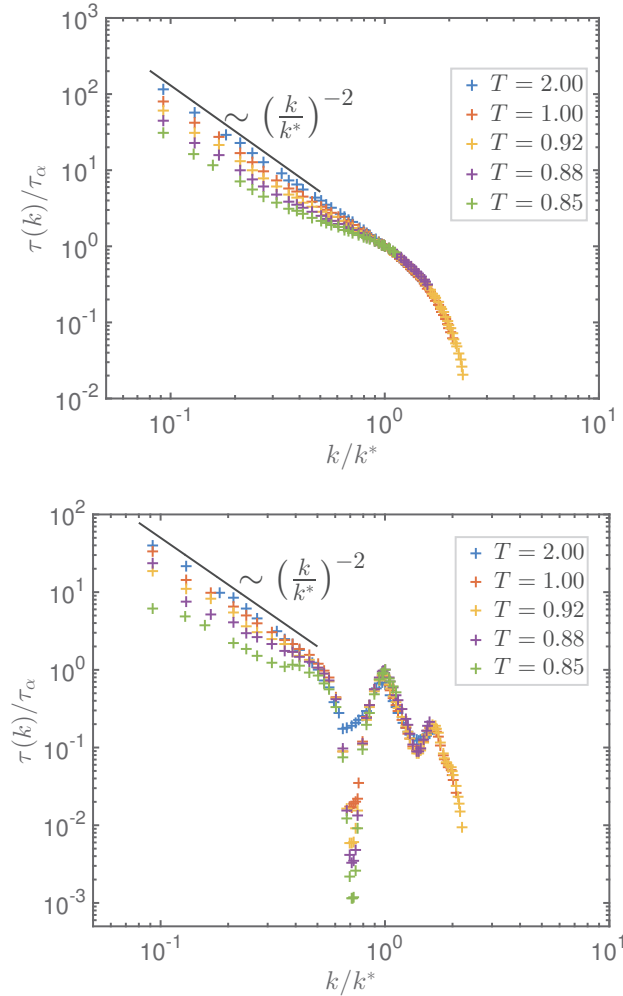 10^3
10^2
10^1
10^0
10^{-1}
10^{-2}
τ(k)/τ_α
∼ (k/k*)^{-2}
T = 2.00
T = 1.00
T = 0.92
T = 0.88
T = 0.85
10^{-1} 10^0 10^1
k/k*
10^2
10^1
10^0
10^{-1}
10^{-2}
10^{-3}
τ(k)/τ_α
∼ (k/k*)^{-2}
T = 2.00
T = 1.00
T = 0.92
T = 0.88
T = 0.85
10^{-1} 10^0 10^1
k/k*